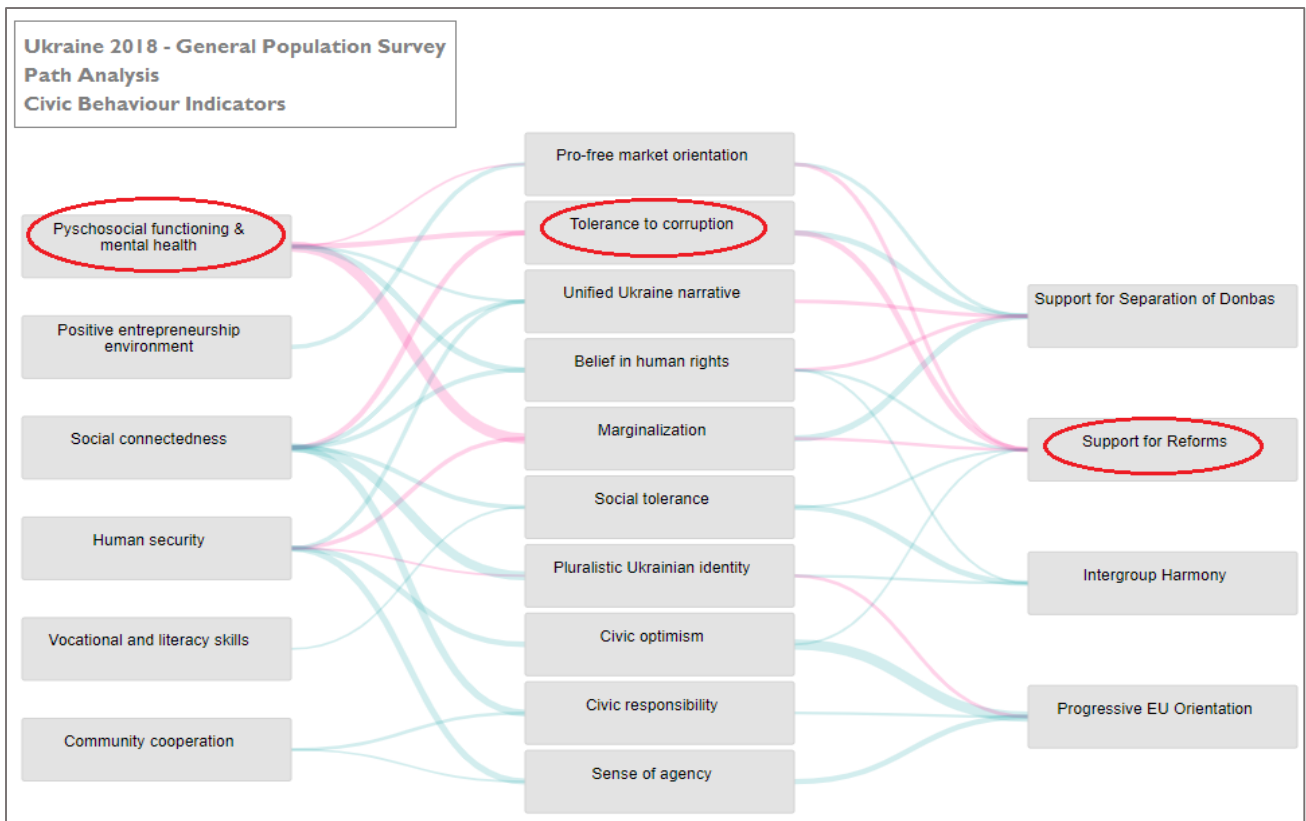 Ukraine 2018 - General Population Survey
Path Analysis
Civic Behaviour Indicators
Pyschosocial functioning &
mental health
Positive entrepreneurship
environment
Social connectedness
Human security
Vocational and literacy skills
Community cooperation
Pro-free market orientation
Tolerance to corruption
Unified Ukraine narrative
Belief in human rights
Marginalization
Social tolerance
Pluralistic Ukrainian identity
Civic optimism
Civic responsibility
Sense of agency
Support for Separation of Donbas
Support for Reforms
Intergroup Harmony
Progressive EU Orientation